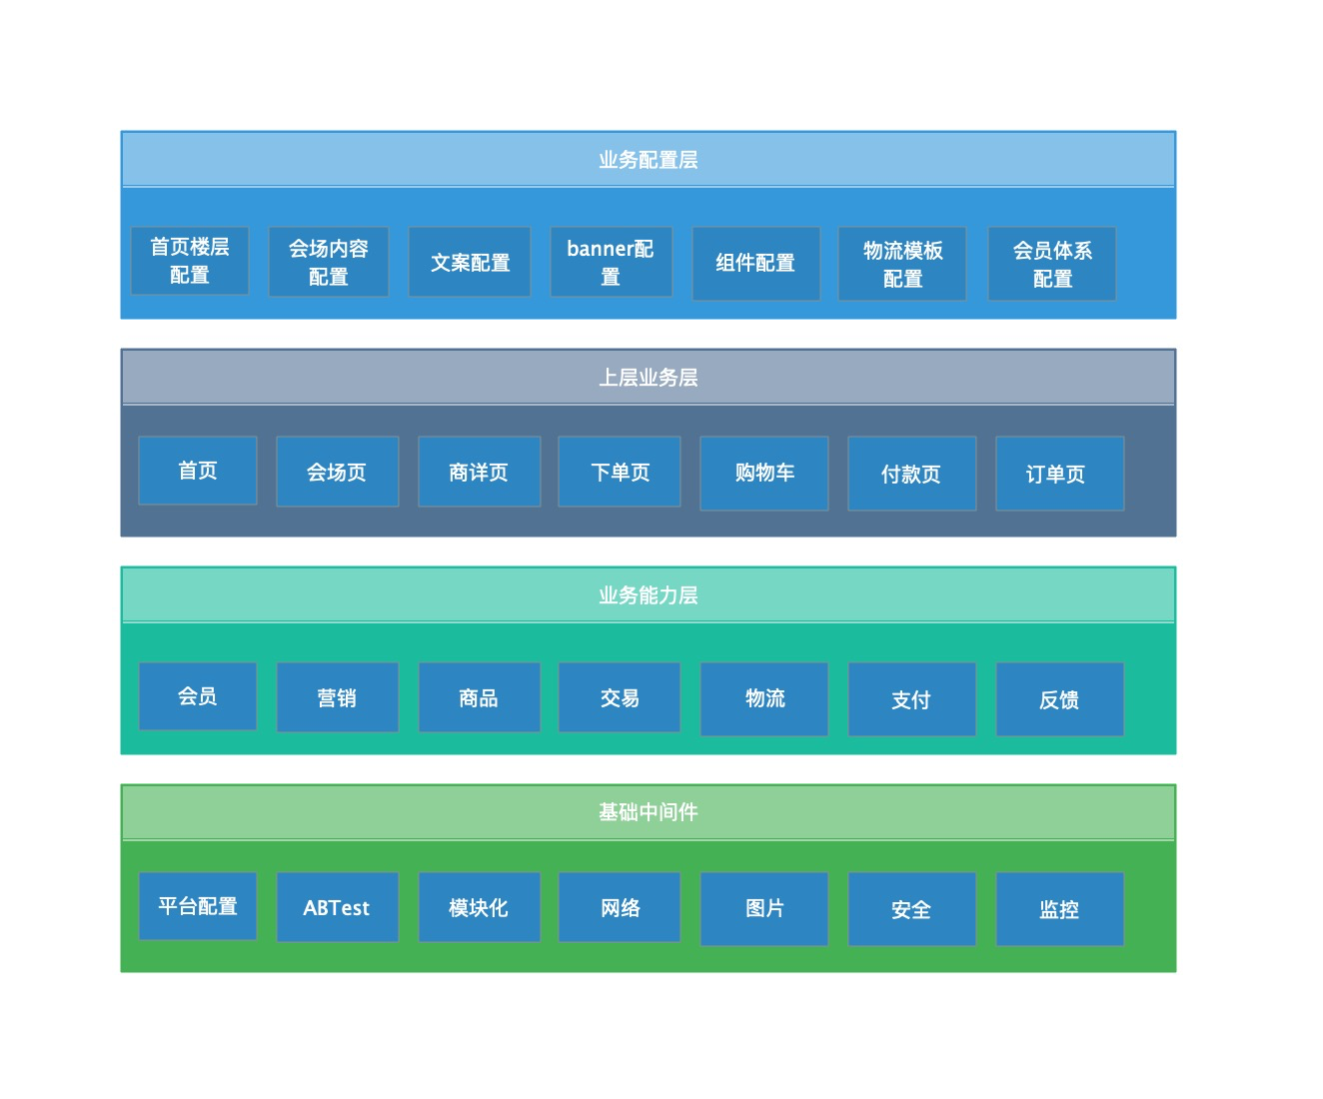 业务配置层
首页楼层
配置
会场内容
配置
文案配置
banner配
置
组件配置
物流模板
配置
会员体系
配置
上层业务层
首页
会场页
商详页
下单页
购物车
付款页
订单页
业务能力层
会员
营销
商品
交易
物流
支付
反馈
基础中间件
平台配置
ABTest
模块化
网络
图片
安全
监控